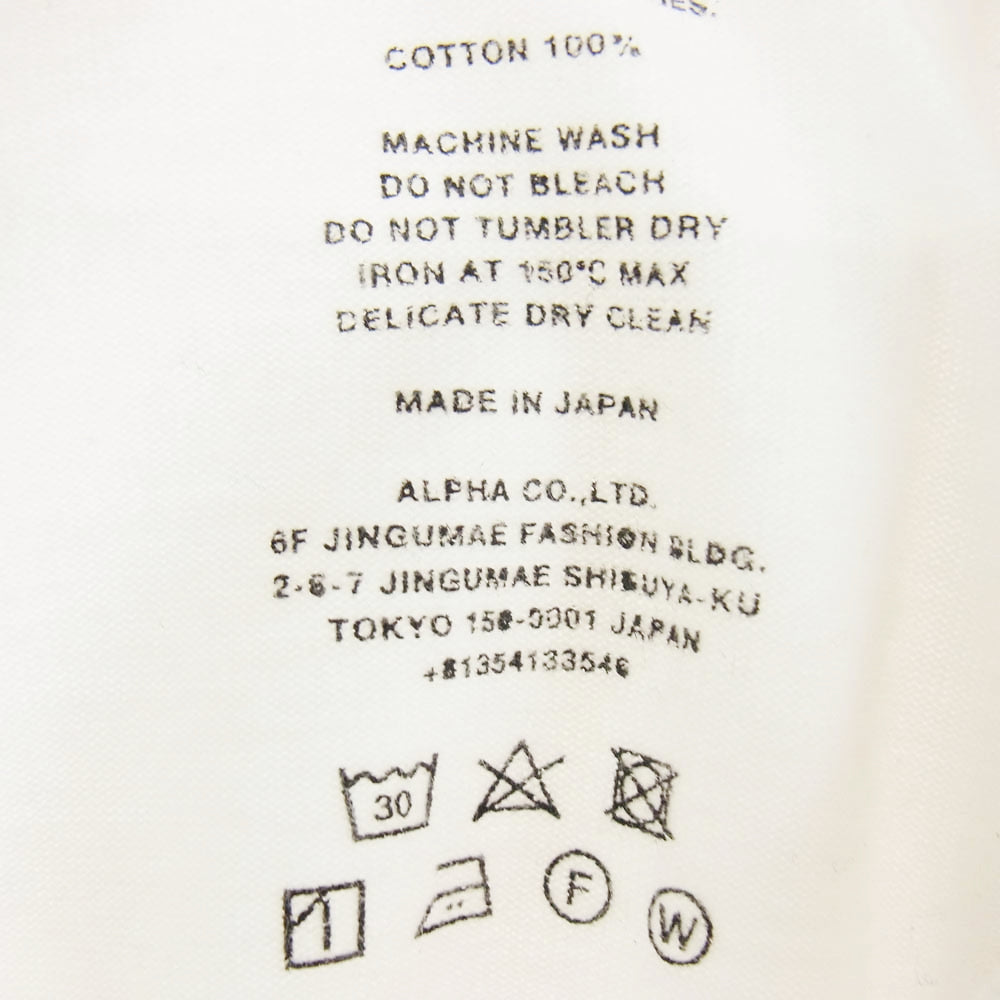 COTTON 100%
MACHINE WASH
DO NOT BLEACH
DO NOT TUMBLER DRY
IRON AT 150°C MAX
DELICATE DRY CLEAN
MADE IN JAPAN
ALPHA CO.,LTD.
6F JINGUMAE FASHION BLDG.
2-6-7 JINGUMAE SHIBUYA-KU
TOKYO 150-0001 JAPAN
+81354133546
30
F
W